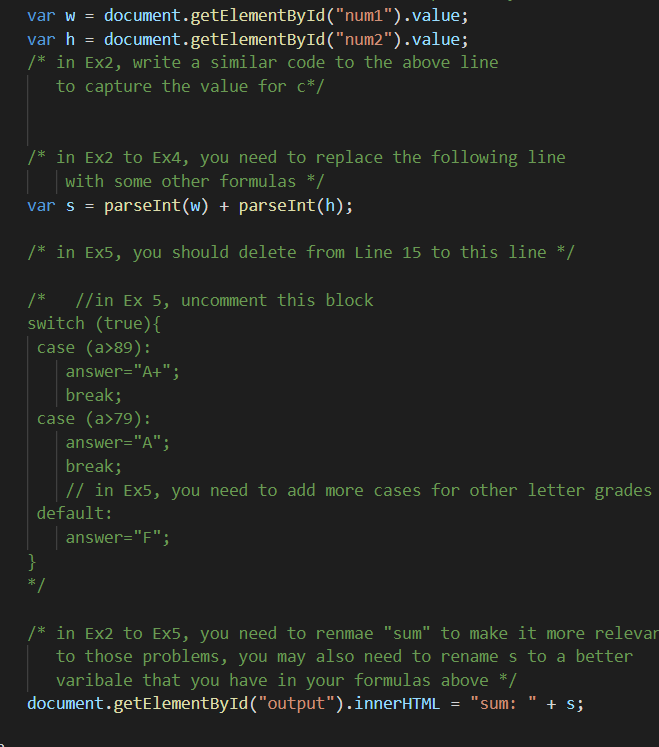 var w = document.getElementById("num1").value;
var h = document.getElementById("num2").value;
/* in Ex2, write a similar code to the above line
to capture the value for c*/
/* in Ex2 to Ex4, you need to replace the following line
with some other formulas */
var s = parseInt(w) + parseInt(h);
/* in Ex5, you should delete from Line 15 to this line */
/*   //in Ex 5, uncomment this block
switch (true){
case (a>89):
answer="A+";
break;
case (a>79):
answer="A";
break;
// in Ex5, you need to add more cases for other letter grades
default:
answer="F";
}
*/
/* in Ex2 to Ex5, you need to renmae "sum" to make it more relevan
to those problems, you may also need to rename s to a better
varibale that you have in your formulas above */
document.getElementById("output").innerHTML = "sum: " + s;